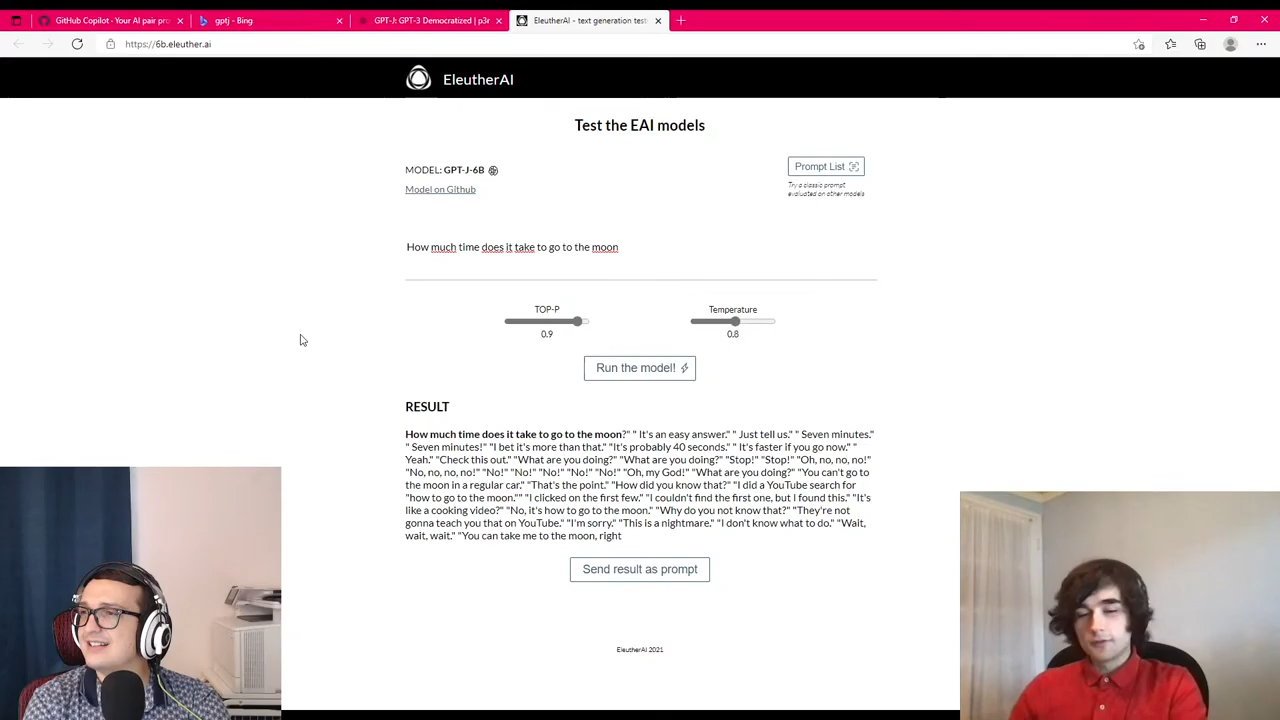 GitHub Copilot · Your AI pair pro
gptj - Bing
GPT-J: GPT-3 Democratized | p3r
EleutherAI - text generation test
https://6b.eleuther.ai
EleutherAI
Test the EAI models
MODEL: GPT-J-6B
Model on Github
Prompt List
Try a classic prompt
evaluated on other models
How much time does it take to go to the moon
TOP-P
0.9
Temperature
0.8
Run the model!
RESULT
How much time does it take to go to the moon?" " It's an easy answer." " Just tell us." " Seven minutes."
" Seven minutes!" "I bet it's more than that." "It's probably 40 seconds." " It's faster if you go now. "
Yeah." "Check this out." "What are you doing?" "What are you doing?" "Stop!" "Stop!" "Oh, no, no, no!"
"No, no, no, no!" "No!" "No!" "No!" "No!" "No!" "Oh, my God!" "What are you doing?" "You can't go to
the moon in a regular car." "That's the point." "How did you know that?" "I did a YouTube search for
"how to go to the moon."" "I clicked on the first few." "I couldn't find the first one, but I found this." "It's
like a cooking video?" "No, it's how to go to the moon." "Why do you not know that?" "They're not
gonna teach you that on YouTube." "I'm sorry." "This is a nightmare." "I don't know what to do." "Wait,
wait, wait." "You can take me to the moon, right
Send result as prompt
EleutherAI 2021